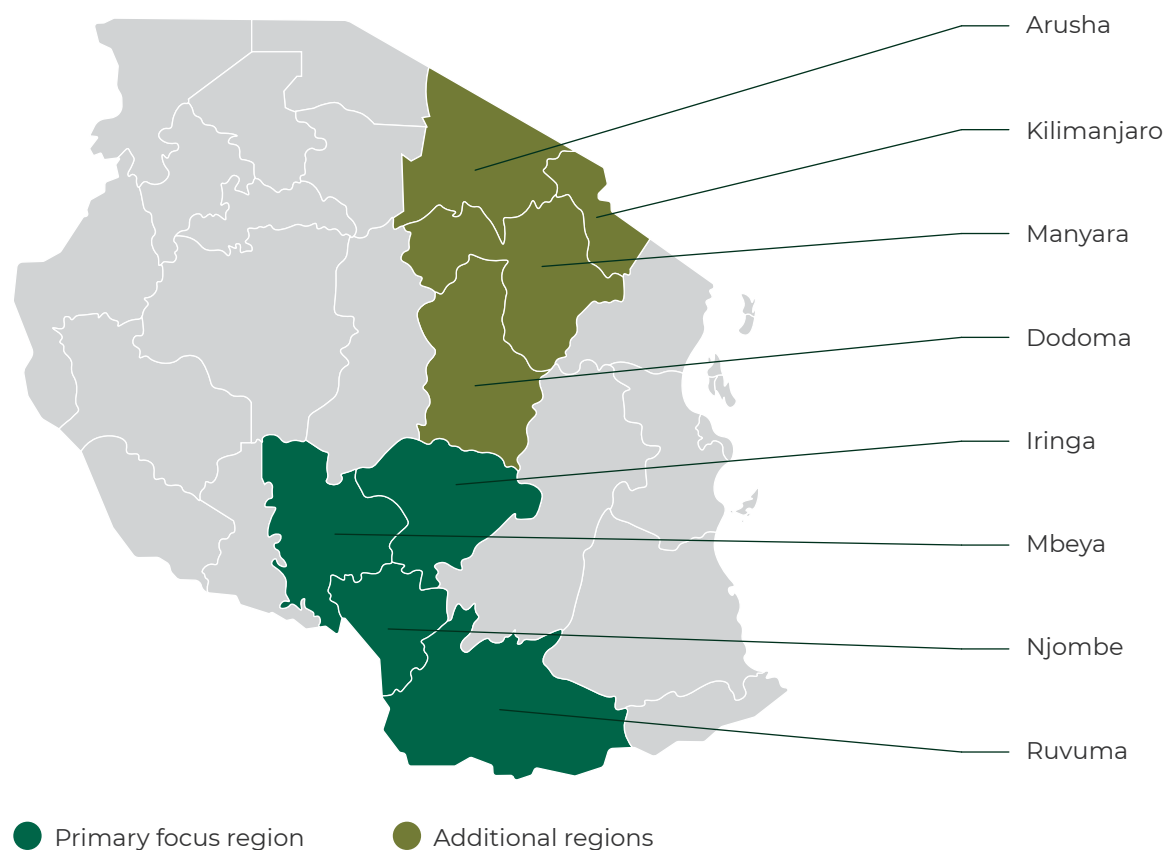 Arusha
Kilimanjaro
Manyara
Dodoma
Iringa
Mbeya
Njombe
Ruvuma
Primary focus region
Additional regions